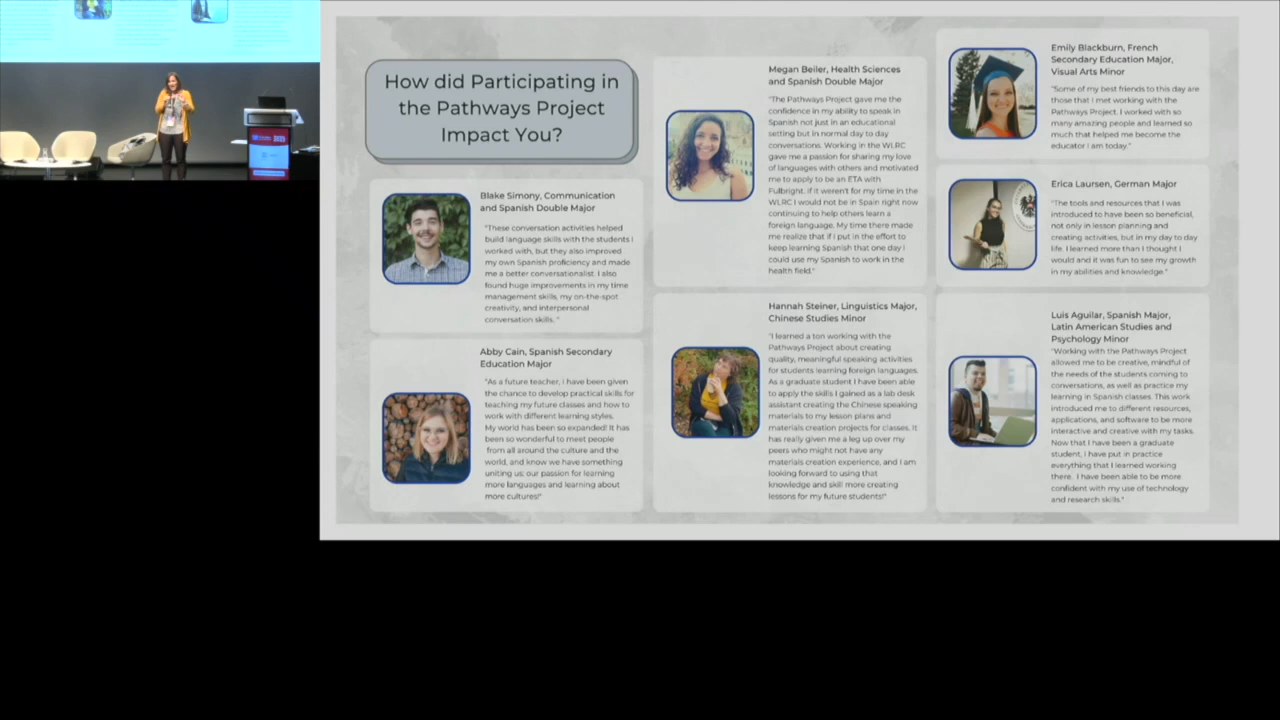 How did Participating in
the Pathways Project
Impact You?
Blake Simony, Communication
and Spanish Double Major
"These conversation activities helped
build language skills with the students I
worked with, but they also improved
my own Spanish proficiency and made
me a better conversationalist. I also
found huge improvements in my time
management skills, my on-the-spot
creativity, and interpersonal
conversation skills. "
Abby Cain, Spanish Secondary
Education Major
"As a future teacher, I have been given
the chance to develop practical skills for
teaching my future classes and how to
work with different learning styles.
My world has been so expanded! It has
been so wonderful to meet people
from all around the culture and the
world, and know we have something
uniting us; our passion for learning
more languages and learning about
more cultures!"
Megan Beiler, Health Sciences
and Spanish Double Major
"The Pathways Project gave me the
confidence in my ability to speak in
Spanish not just in an educational
setting but in normal day to day
conversations. Working in the WLRC
gave me a passion for sharing my love
of languages with others and motivated
me to apply to be an ETA with
Fulbright. If it weren't for my time in the
WLRC I would not be in Spain right now
continuing to help others learn a
foreign language. My time there made
me realize that if I put in the effort to
keep learning Spanish that one day I
could use my Spanish to work in the
health field."
Hannah Steiner, Linguistics Major,
Chinese Studies Minor
"I learned a ton working with the
Pathways Project about creating
quality, meaningful speaking activities
for students learning foreign languages.
As a graduate student I have been able
to apply the skills I gained as a lab desk
assistant creating the Chinese speaking
materials to my lesson plans and
materials creation projects for classes. It
has really given me a leg up over my
peers who might not have any
materials creation experience, and I am
looking forward to using that
knowledge and skill more creating
lessons for my future students!"
Emily Blackburn, French
Secondary Education Major,
Visual Arts Minor
"Some of my best friends to this day are
those that I met working with the
Pathways Project. I worked with so
many amazing people and learned so
much that helped me become the
educator I am today."
Erica Laursen, German Major
"The tools and resources that I was
introduced to have been so beneficial,
not only in lesson planning and
creating activities, but in my day to day
life. I learned more than I thought I
would and it was fun to see my growth
in my abilities and knowledge."
Luis Aguilar, Spanish Major,
Latin American Studies and
Psychology Minor
"Working with the Pathways Project
allowed me to be creative, mindful of
the needs of the students coming to
conversations, as well as practice my
learning in Spanish classes. This work
introduced me to different resources,
applications, and software to be more
interactive and creative with my tasks.
Now that I have been a graduate
student, I have put in practice
everything that I learned working
there. I have been able to be more
confident with my use of technology
and research skills."